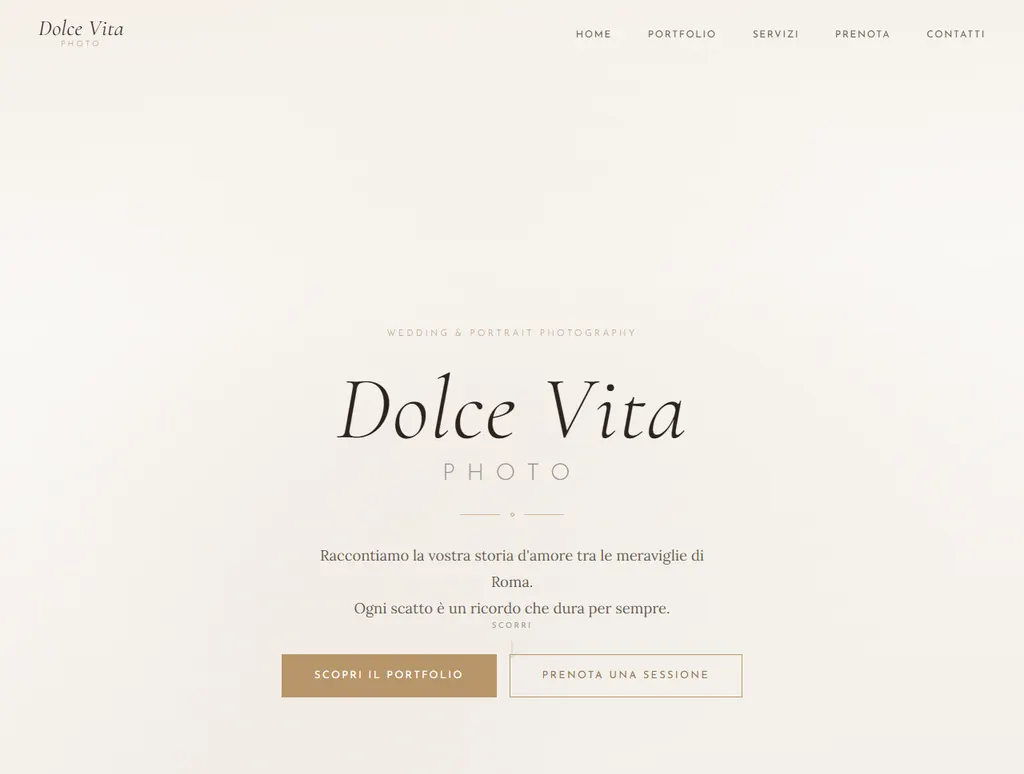 Dolce Vita
PHOTO
HOME PORTFOLIO SERVIZI PRENOTA CONTATTI
WEDDING & PORTRAIT PHOTOGRAPHY
Dolce Vita
PHOTO
Raccontiamo la vostra storia d'amore tra le meraviglie di
Roma.
Ogni scatto è un ricordo che dura per sempre.
SCORRI
SCOPRI IL PORTFOLIO PRENOTA UNA SESSIONE